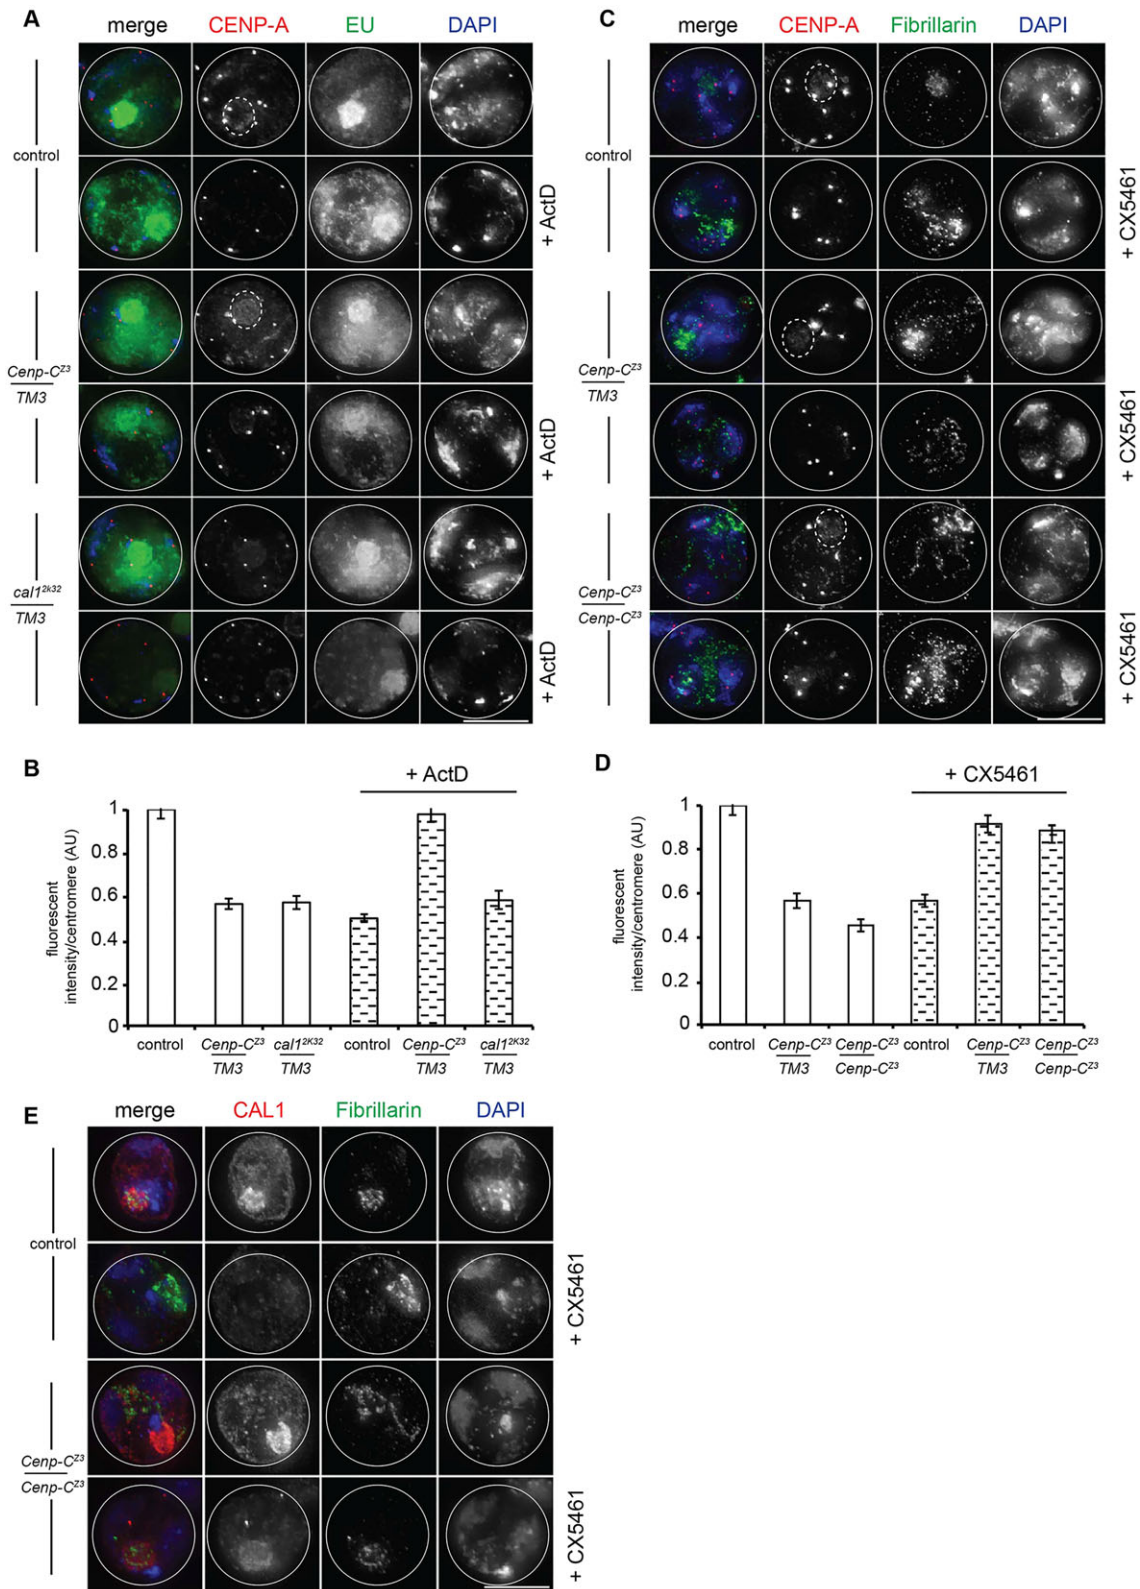 A
merge CENP-A EU DAPI
control
+ ActD
Cenp-C^Z3
TM3
+ ActD
cal1^2k32
TM3
+ ActD
C
merge CENP-A Fibrillarin DAPI
control
+ CX5461
Cenp-C^Z3
TM3
+ CX5461
Cenp-C^Z3
Cenp-C^Z3
+ CX5461
B
+ ActD
fluorescent
intensity/centromere (AU)
1
0.8
0.6
0.4
0.2
0
control Cenp-C^Z3 cal1^2K32 control Cenp-C^Z3 cal1^2K32
TM3 TM3 TM3 TM3
D
+ CX5461
fluorescent
intensity/centromere (AU)
1
0.8
0.6
0.4
0.2
0
control Cenp-C^Z3 Cenp-C^Z3 control Cenp-C^Z3 Cenp-C^Z3
TM3 Cenp-C^Z3 TM3 Cenp-C^Z3
E
merge CAL1 Fibrillarin DAPI
control
+ CX5461
Cenp-C^Z3
Cenp-C^Z3
+ CX5461